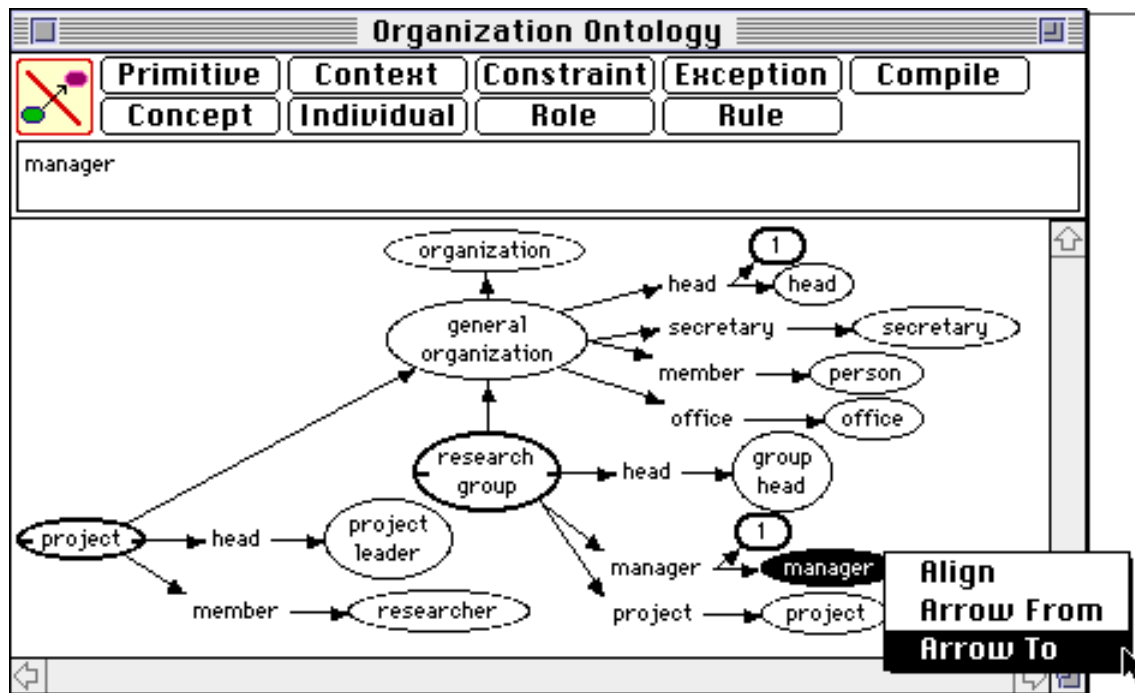 Organization Ontology
Primitive Context Constraint Exception Compile
Concept Individual Role Rule
manager
organization
1
head head
general
organization
secretary secretary
member person
office office
research
group
head
group
head
project head
project
leader
1
manager manager
member researcher
project project
Align
Arrow From
Arrow To